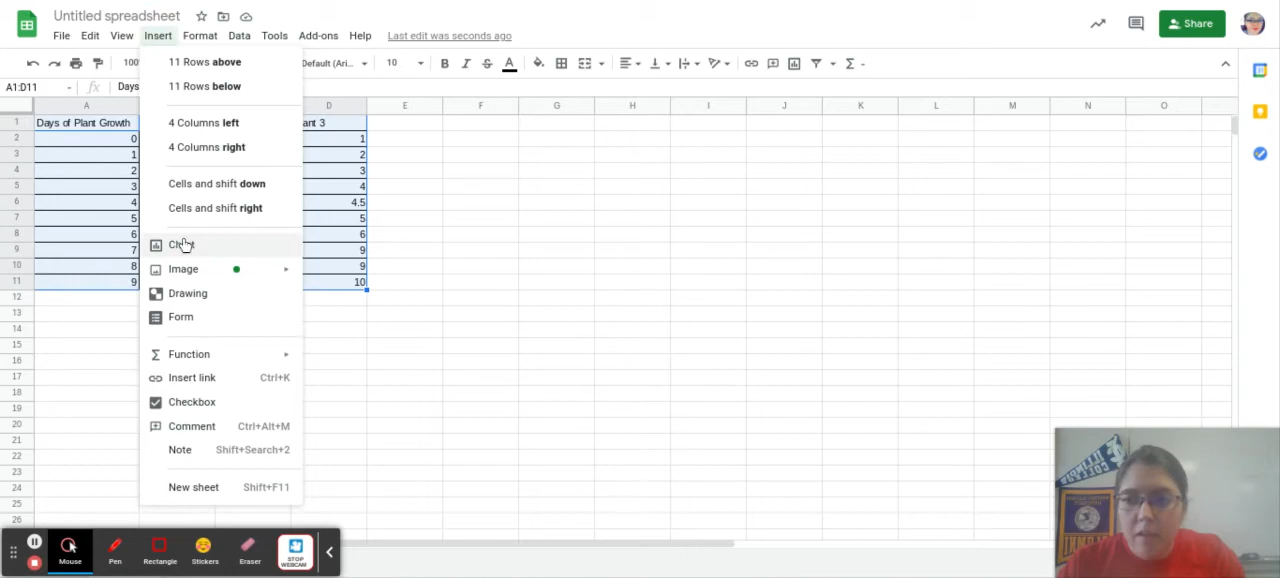 Untitled spreadsheet
File Edit View Insert Format Data Tools Add-ons Help Last edit was seconds ago
Share
100 Default (Ari... 10 B I S A
A1:D11 fx Days
A D E F G H I J K L M N O
11 Rows above
11 Rows below
4 Columns left
4 Columns right
Cells and shift down
Cells and shift right
Chart
Image
Drawing
Form
Function
Insert link Ctrl+K
Checkbox
Comment Ctrl+Alt+M
Note Shift+Search+2
New sheet Shift+F11
1 Days of Plant Growth ant 3
2 0 1
3 1 2
4 2 3
5 3 4
6 4 4.5
7 5 5
8 6 6
9 7 9
10 8 9
11 9 10
12
13
14
15
16
17
18
19
20
21
22
23
24
25
26
Mouse Pen Rectangle Stickers Eraser STOP WEBCAM
ALUMNI